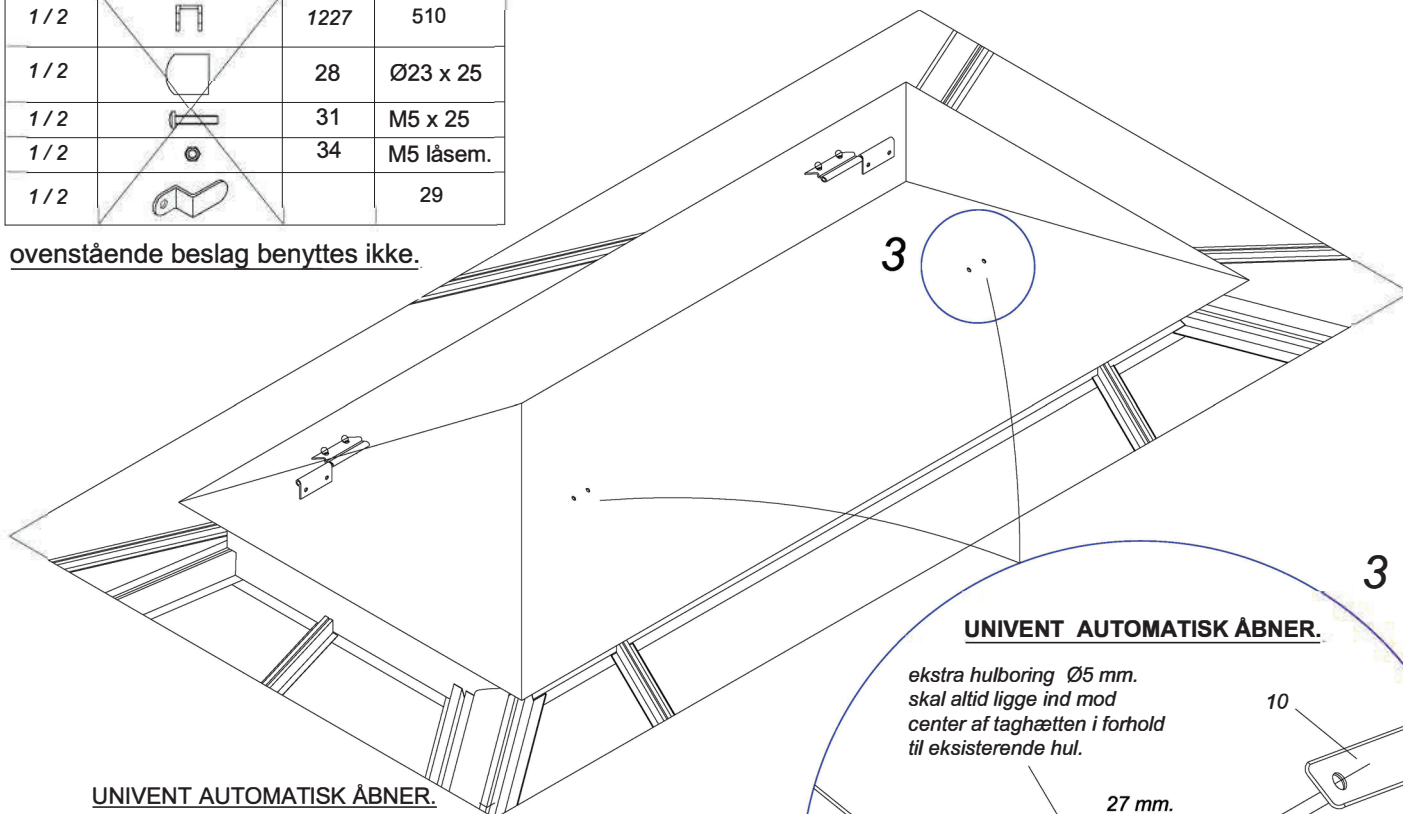 1 / 2 1227 510
1 / 2 28 Ø23 x 25
1 / 2 31 M5 x 25
1 / 2 34 M5 låsem.
1 / 2 29
ovenstående beslag benyttes ikke.
3
3
UNIVENT AUTOMATISK ÅBNER.
ekstra hulboring Ø5 mm.
skal altid ligge ind mod
center af taghætten i forhold
til eksisterende hul.
10
27 mm.
UNIVENT AUTOMATISK ÅBNER.